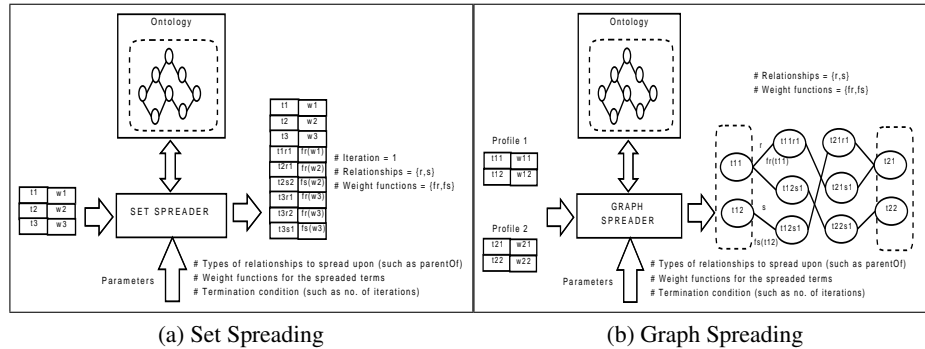 Ontology
t1 w1
t2 w2
t3 w3
SET SPREADER
t1 w1
t2 w2
t3 w3
t1r1 fr(w1)
t2r1 fr(w2)
t2s2 fs(w2)
t3r1 fr(w3)
t3r2 fr(w3)
t3s1 fs(w3)
# Iteration = 1
# Relationships = {r,s}
# Weight functions = {fr,fs}
Parameters
# Types of relationships to spread upon (such as parentOf)
# Weight functions for the spreaded terms
# Termination condition (such as no. of iterations)
(a) Set Spreading
Ontology
# Relationships = {r,s}
# Weight functions = {fr,fs}
Profile 1
t11 w11
t12 w12
Profile 2
t21 w21
t22 w22
GRAPH
SPREADER
t11 r fr(t11) t11r1 t21r1 t21
t12s1 t21s1
t12 s fs(t12) t12s1 t22s1 t22
Parameters
# Types of relationships to spread upon (such as parentOf)
# Weight functions for the spreaded terms
# Termination condition (such as no. of iterations)
(b) Graph Spreading